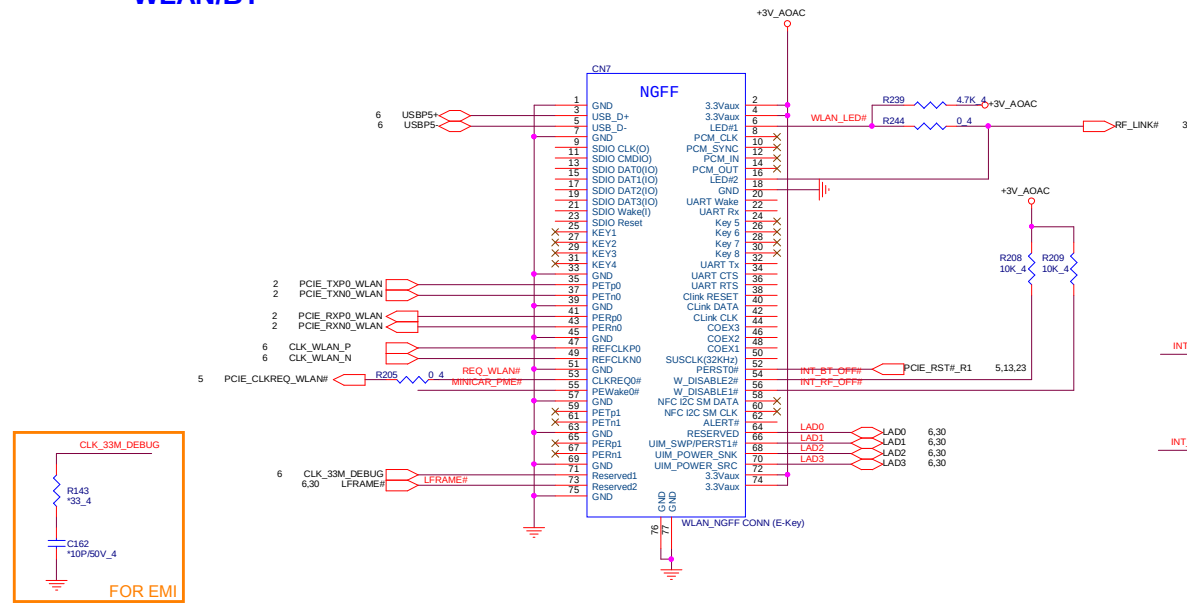 WLAN/BT
+3V_AOAC
CN7
NGFF
1 GND 3.3Vaux 2
6 USBP5+ 3 USB_D+ 3.3Vaux 4
6 USBP5- 5 USB_D- LED#1 6 WLAN_LED#
R239 4.7K_4 +3V_AOAC
R244 0_4 RF_LINK# 3
7 GND PCM_CLK 8
9 SDIO CLK(O) PCM_SYNC 10
11 SDIO CMDIO) PCM_IN 12
13 SDIO DAT0(IO) PCM_OUT 14
15 SDIO DAT1(IO) LED#2 16
17 SDIO DAT2(IO) GND 18
19 SDIO DAT3(IO) UART Wake 20
21 SDIO Wake(I) UART Rx 22
23 SDIO Reset Key 5 24
25 KEY1 Key 6 26
27 KEY2 Key 7 28
29 KEY3 Key 8 30
31 KEY4 UART Tx 32
33 GND UART CTS 34
2 PCIE_TXP0_WLAN 35 PETp0 UART RTS 36
2 PCIE_TXN0_WLAN 37 PETn0 Clink RESET 38
39 GND CLink DATA 40
2 PCIE_RXP0_WLAN 41 PERp0 CLink CLK 42
2 PCIE_RXN0_WLAN 43 PERn0 COEX3 44
45 GND COEX2 46
6 CLK_WLAN_P 47 REFCLKP0 COEX1 48
6 CLK_WLAN_N 49 REFCLKN0 SUSCLK(32KHz) 50
51 GND PERST0# 52 PCIE_RST#_R1 5,13,23
5 PCIE_CLKREQ_WLAN# R205 0_4 REQ_WLAN# 53 CLKREQ0# W_DISABLE2# 54 INT_BT_OFF#
MINICAR_PME# 55 PEWake0# W_DISABLE1# 56 INT_RF_OFF#
57 GND NFC I2C SM DATA 58
59 PETp1 NFC I2C SM CLK 60
61 PETn1 ALERT# 62
63 GND RESERVED 64 LAD0 LAD0 6,30
65 PERp1 UIM_SWP/PERST1# 66 LAD1 LAD1 6,30
67 PERn1 UIM_POWER_SNK 68 LAD2 LAD2 6,30
69 GND UIM_POWER_SRC 70 LAD3 LAD3 6,30
6 CLK_33M_DEBUG 71 Reserved1 3.3Vaux 72
6,30 LFRAME# LFRAME# 73 Reserved2 3.3Vaux 74
75 GND
GND GND
76 77
WLAN_NGFF CONN (E-Key)
+3V_AOAC
R208 R209
10K_4 10K_4
INT
INT_
CLK_33M_DEBUG
R143
*33_4
C162
*10P/50V_4
FOR EMI